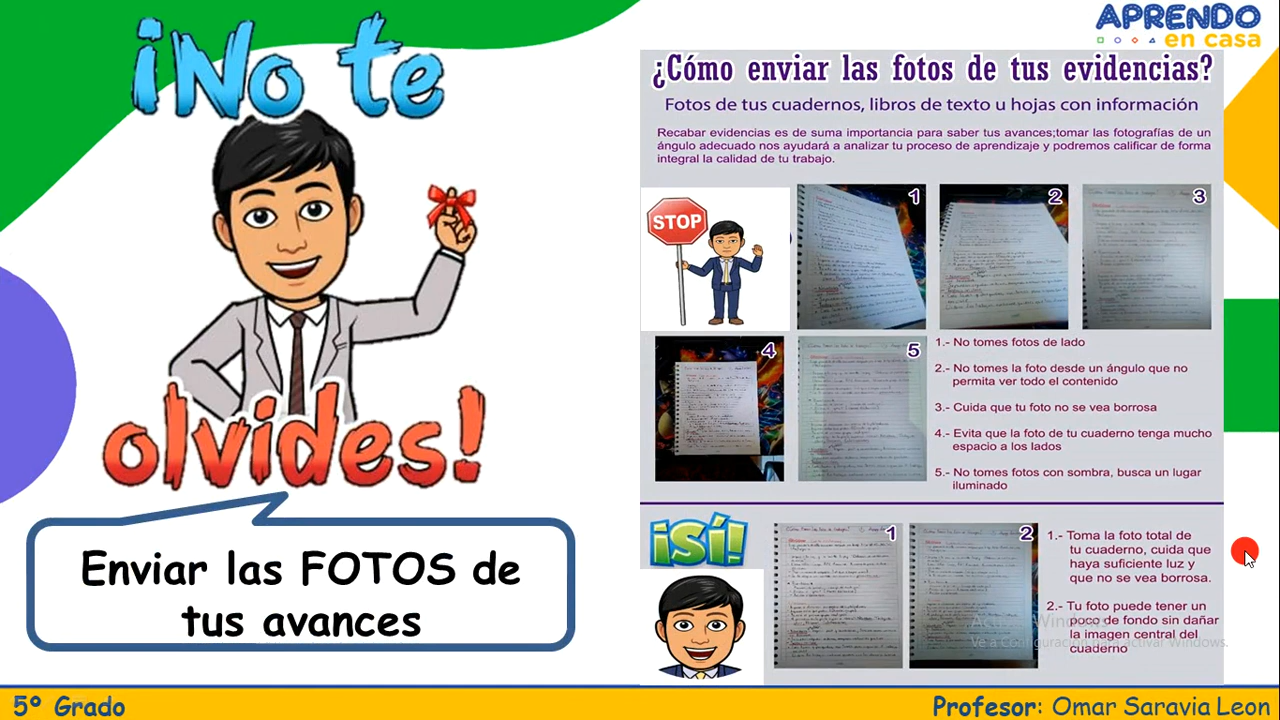 ¡No te
olvides!
Enviar las FOTOS de
tus avances
APRENDO
en casa
¿Cómo enviar las fotos de tus evidencias?
Fotos de tus cuadernos, libros de texto u hojas con información
Recabar evidencias es de suma importancia para saber tus avances;tomar las fotografías de un
ángulo adecuado nos ayudará a analizar tu proceso de aprendizaje y podremos calificar de forma
integral la calidad de tu trabajo.
STOP
1
2
3
4
5
1.- No tomes fotos de lado
2.- No tomes la foto desde un ángulo que no
permita ver todo el contenido
3.- Cuida que tu foto no se vea borrosa
4.- Evita que la foto de tu cuaderno tenga mucho
espacio a los lados
5.- No tomes fotos con sombra, busca un lugar
iluminado
¡SÍ!
1
2
1.- Toma la foto total de
tu cuaderno, cuida que
haya suficiente luz y
que no se vea borrosa.
2.- Tu foto puede tener un
poco de fondo sin dañar
la imagen central del
cuaderno
Activar Windows
Ve a Configuración para activar Windows.
5º Grado
Profesor: Omar Saravia Leon